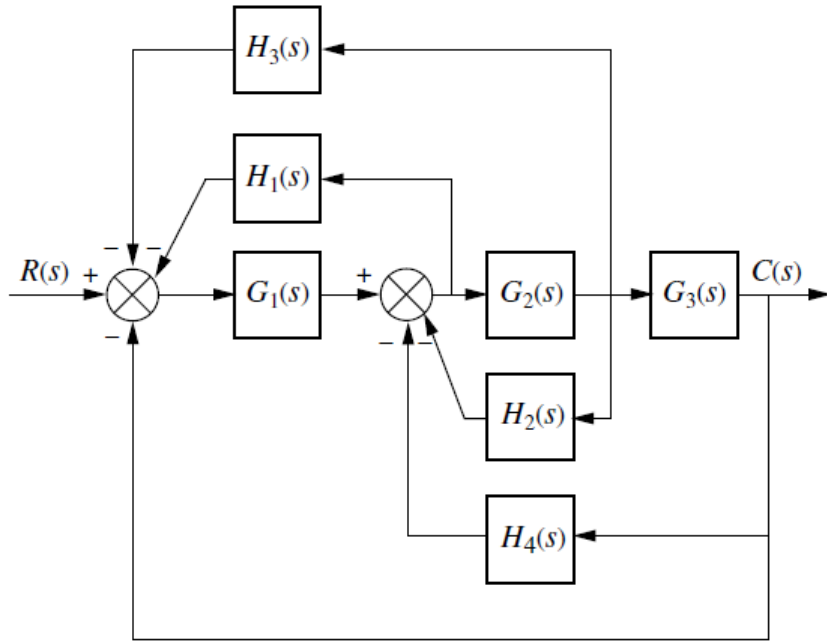 H₃(s)
H₁(s)
− −
R(s) + G₁(s) + G₂(s) G₃(s) C(s)
− − −
H₂(s)
H₄(s)